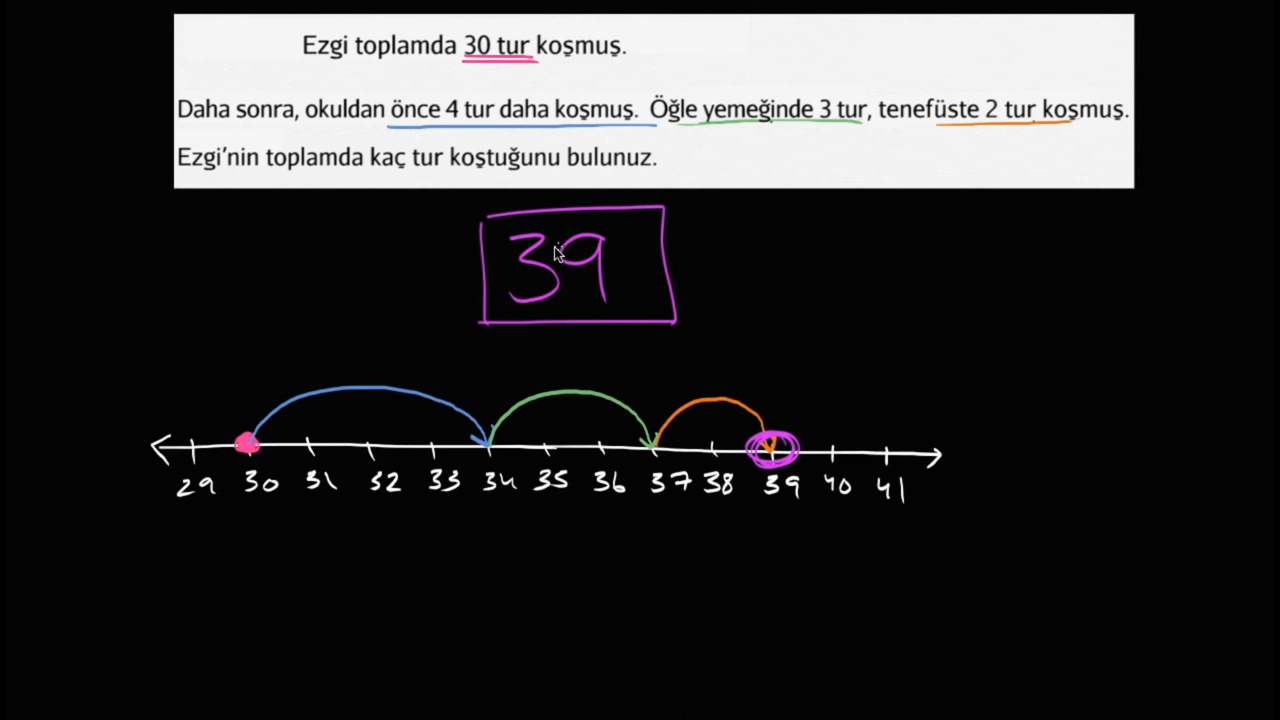 Ezgi toplamda 30 tur koşmuş.
Daha sonra, okuldan önce 4 tur daha koşmuş. Öğle yemeğinde 3 tur, tenefüste 2 tur koşmuş.
Ezgi'nin toplamda kaç tur koştuğunu bulunuz.
39
29 30 31 32 33 34 35 36 37 38 39 40 41